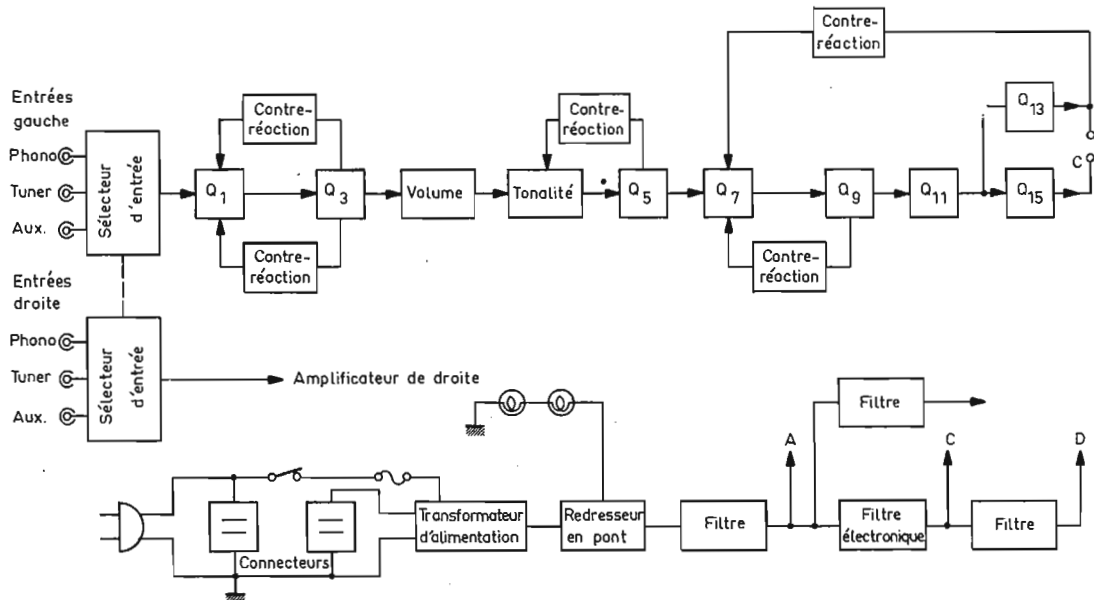 Contre-
réaction
Entrées
gauche
Contre-
réaction
Contre-
réaction
Q13
Phono
Tuner
Aux.
Sélecteur
d'entrée
Q1
Q3
Volume
Tonalité
Q5
Q7
Q9
Q11
Q15
C
Contre-
réaction
Contre-
réaction
Entrées
droite
Phono
Tuner
Aux.
Sélecteur
d'entrée
Amplificateur de droite
Filtre
A
C
D
Transformateur
d'alimentation
Redresseur
en pont
Filtre
Filtre
électronique
Filtre
Connecteurs